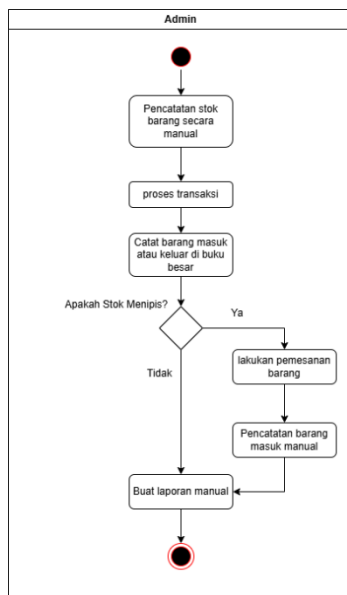 Admin
Pencatatan stok
barang secara
manual
proses transaksi
Catat barang masuk
atau keluar di buku
besar
Apakah Stok Menipis?
Ya
lakukan pemesanan
barang
Tidak
Pencatatan barang
masuk manual
Buat laporan manual